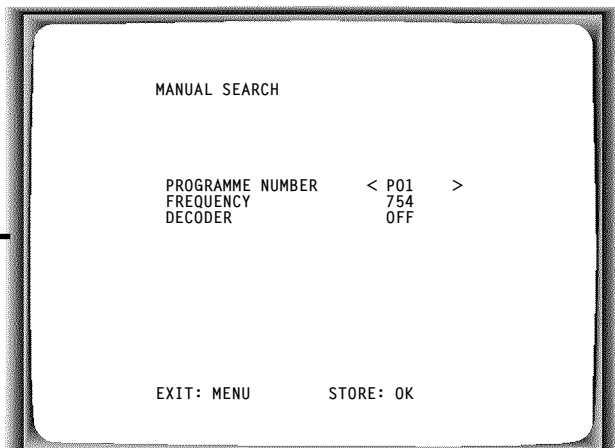 MANUAL SEARCH
PROGRAMME NUMBER < P01 >
FREQUENCY 754
DECODER OFF
EXIT: MENU STORE: OK